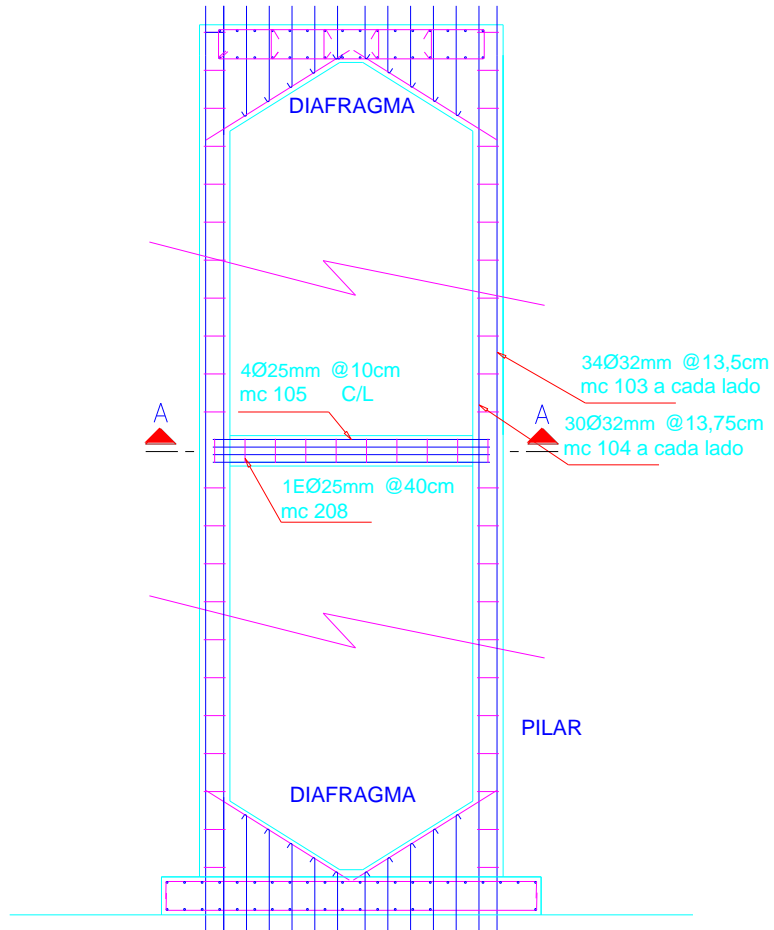 DIAFRAGMA
4Ø25mm @10cm
mc 105 C/L
34Ø32mm @13,5cm
mc 103 a cada lado
A
A
30Ø32mm @13,75cm
mc 104 a cada lado
1EØ25mm @40cm
mc 208
PILAR
DIAFRAGMA